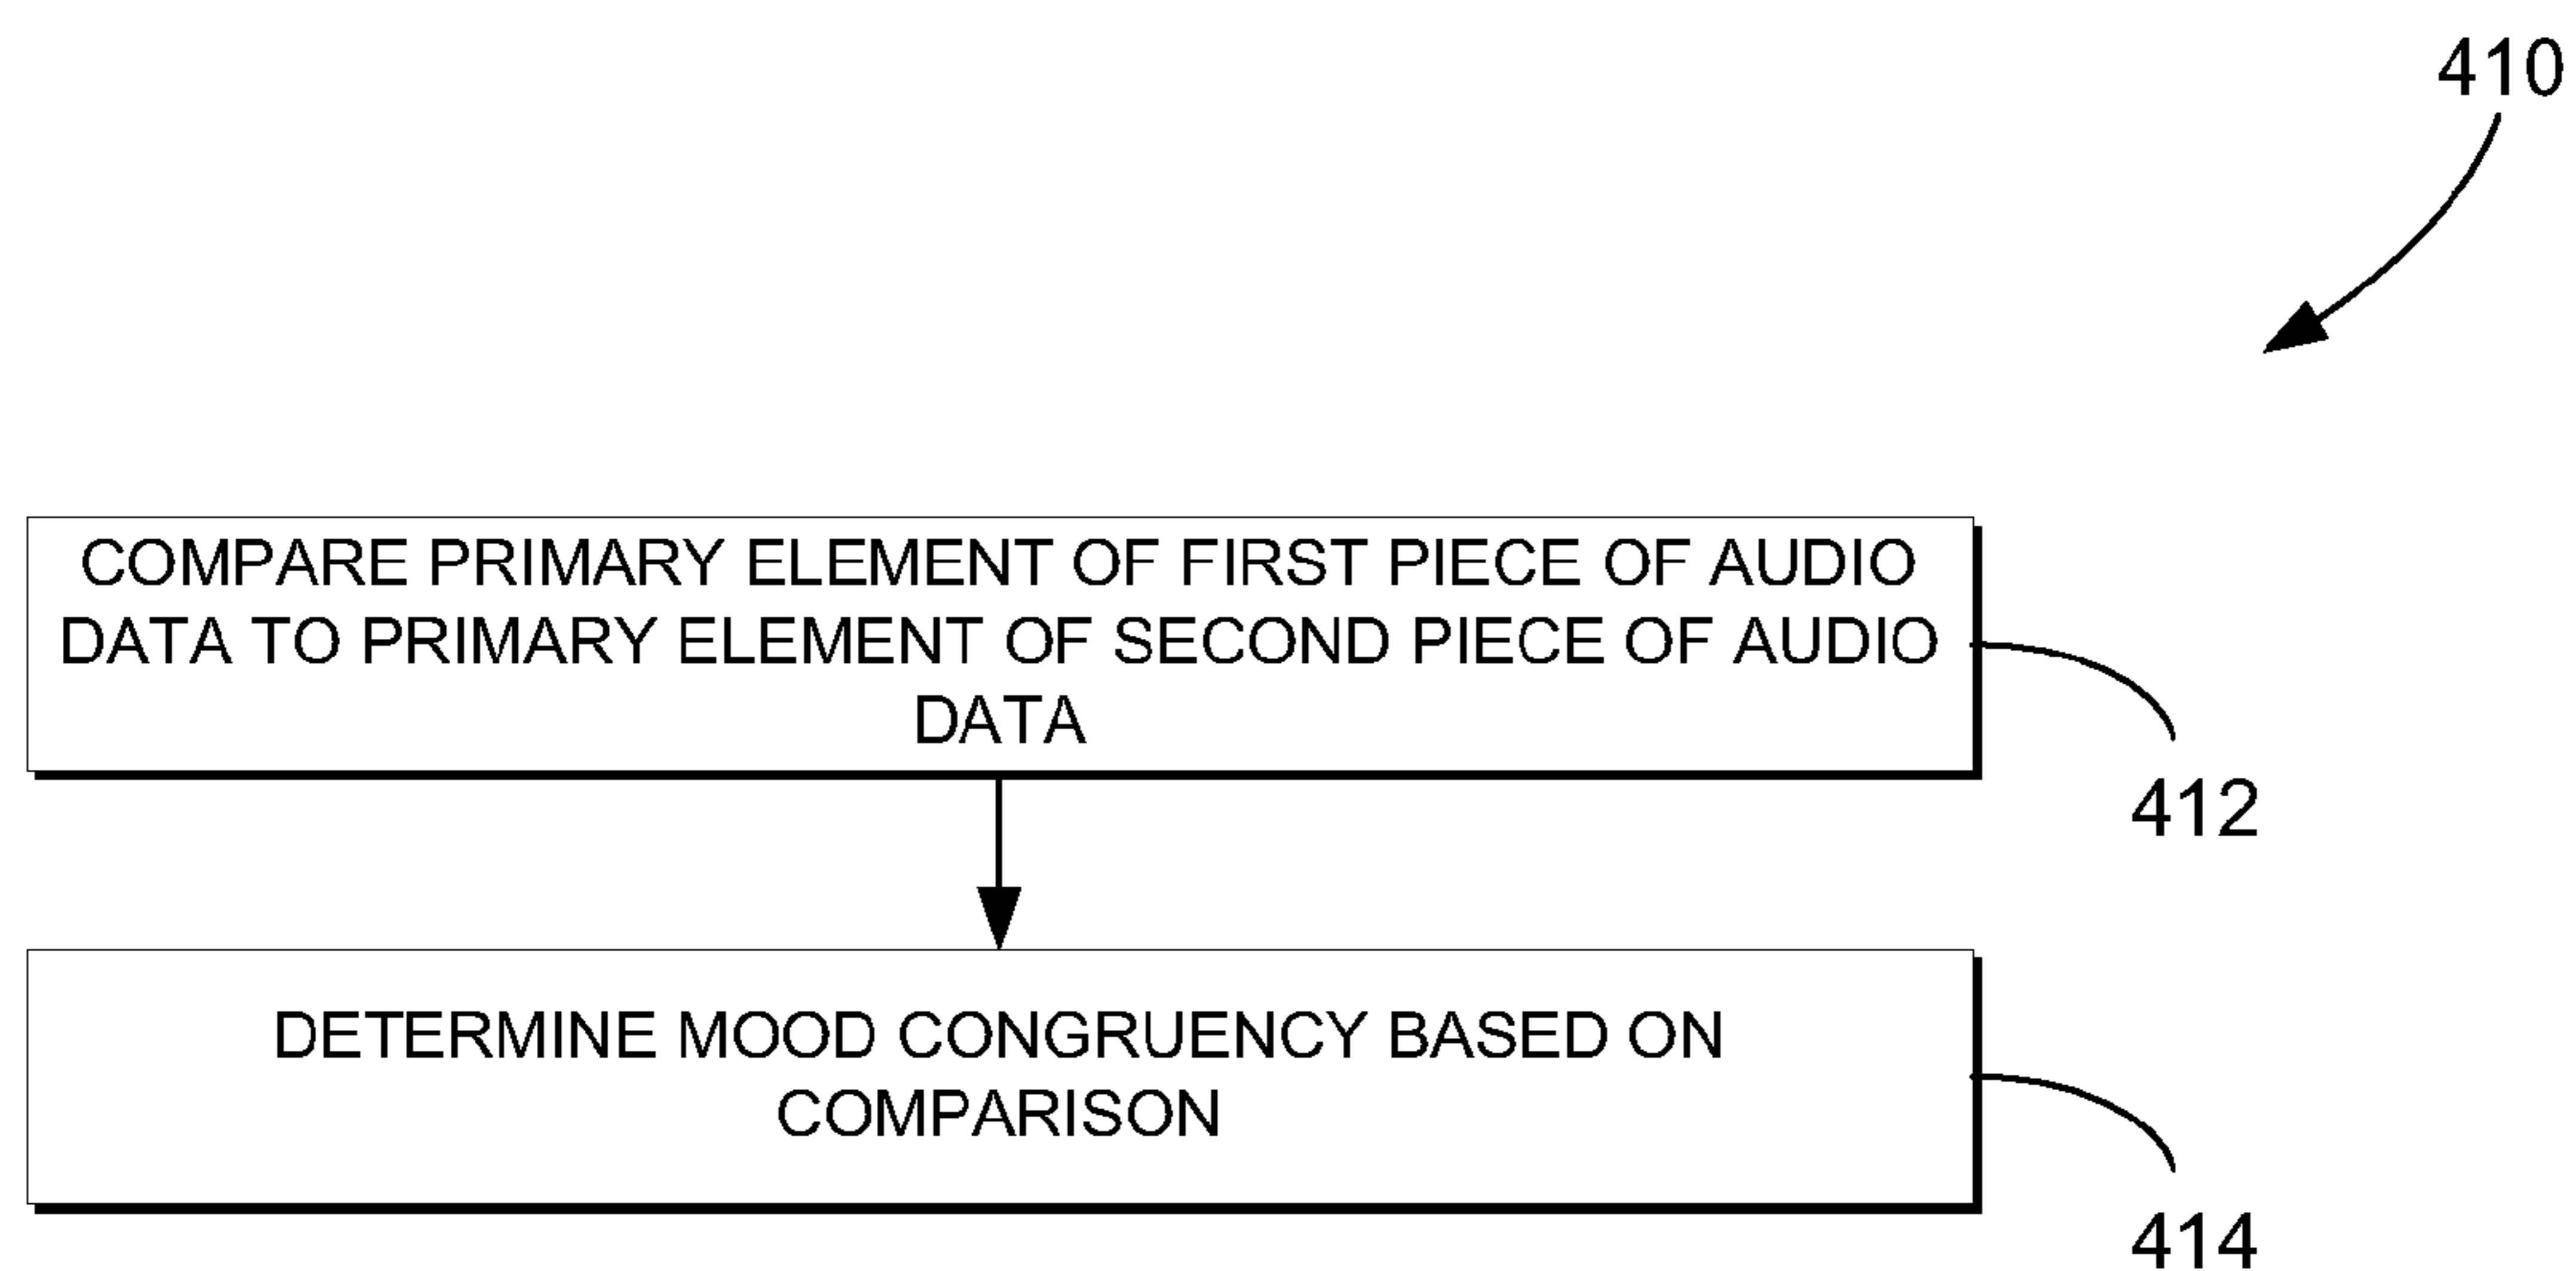 410
COMPARE PRIMARY ELEMENT OF FIRST PIECE OF AUDIO
DATA TO PRIMARY ELEMENT OF SECOND PIECE OF AUDIO
DATA
412
DETERMINE MOOD CONGRUENCY BASED ON
COMPARISON
414